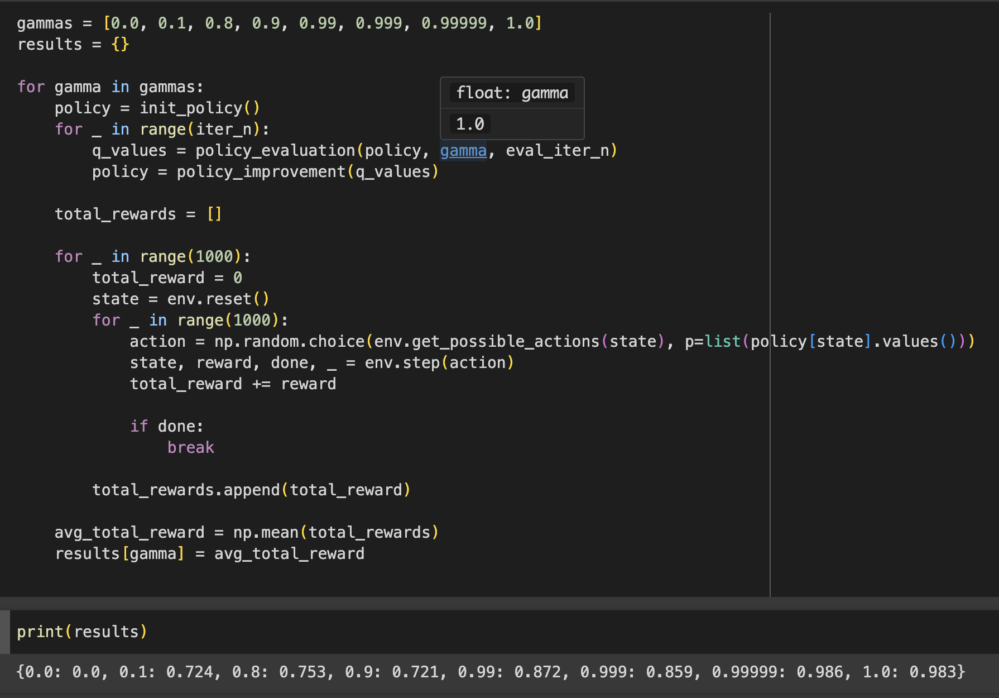 gammas = [0.0, 0.1, 0.8, 0.9, 0.99, 0.999, 0.99999, 1.0]
results = {}
for gamma in gammas:
    policy = init_policy()
    for _ in range(iter_n):
        q_values = policy_evaluation(policy, gamma, eval_iter_n)
        policy = policy_improvement(q_values)
float: gamma
1.0
    total_rewards = []
    for _ in range(1000):
        total_reward = 0
        state = env.reset()
        for _ in range(1000):
            action = np.random.choice(env.get_possible_actions(state), p=list(policy[state].values()))
            state, reward, done, _ = env.step(action)
            total_reward += reward
            if done:
                break
        total_rewards.append(total_reward)
    avg_total_reward = np.mean(total_rewards)
    results[gamma] = avg_total_reward
print(results)
{0.0: 0.0, 0.1: 0.724, 0.8: 0.753, 0.9: 0.721, 0.99: 0.872, 0.999: 0.859, 0.99999: 0.986, 1.0: 0.983}